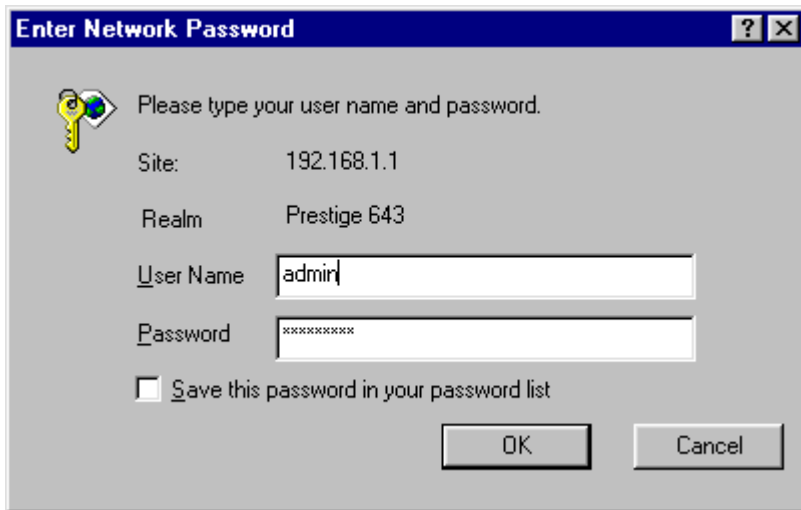 Enter Network Password
Please type your user name and password.
Site: 192.168.1.1
Realm Prestige 643
User Name admin
Password *********
Save this password in your password list
OK Cancel